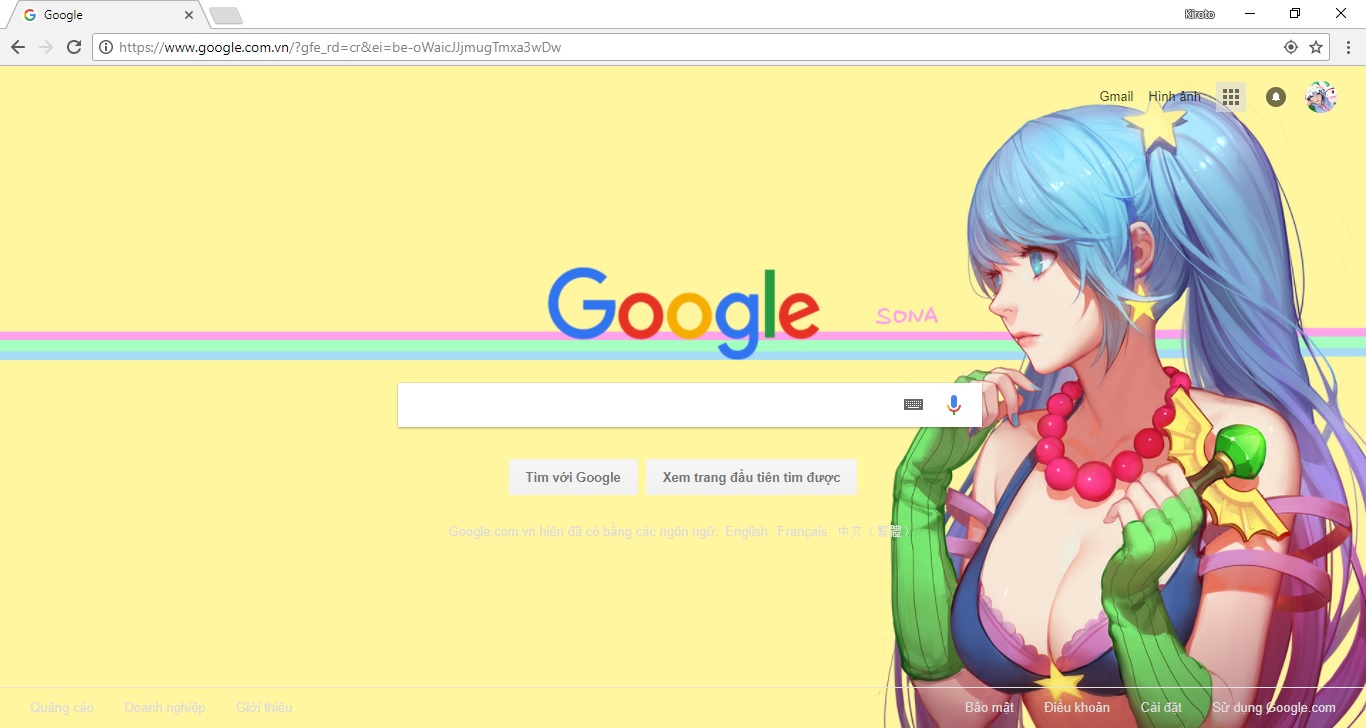 Google
Kiroto
https://www.google.com.vn/?gfe_rd=cr&ei=be-oWaicJJjmugTmxa3wDw
Gmail Hình ảnh
Google
SONA
Tìm với Google Xem trang đầu tiên tìm được
Google.com.vn hiện đã có bằng các ngôn ngữ: English Français 中文（繁體）
Quảng cáo Doanh nghiệp Giới thiệu Bảo mật Điều khoản Cài đặt Sử dụng Google.com